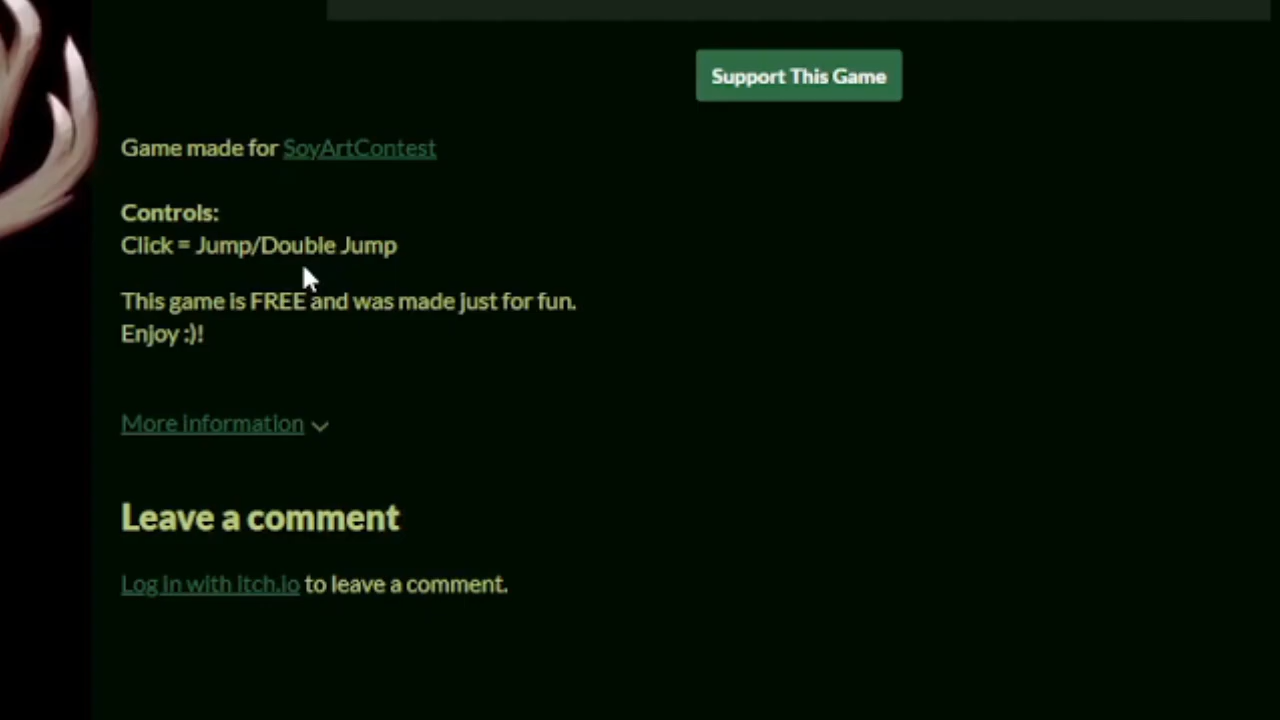 Support This Game
Game made for SoyArtContest
Controls:
Click = Jump/Double Jump
This game is FREE and was made just for fun.
Enjoy :)!
More information
Leave a comment
Log in with itch.io to leave a comment.